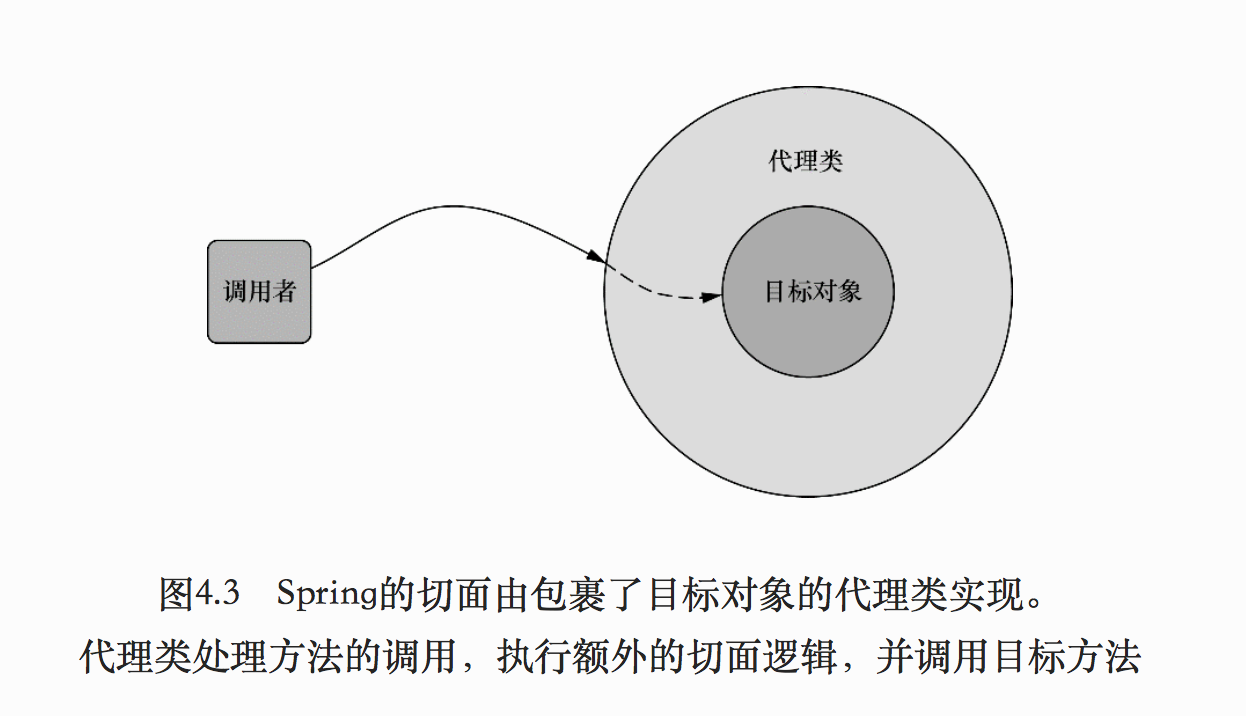 代理类
调用者
目标对象
图4.3 Spring的切面由包裹了目标对象的代理类实现。
代理类处理方法的调用，执行额外的切面逻辑，并调用目标方法